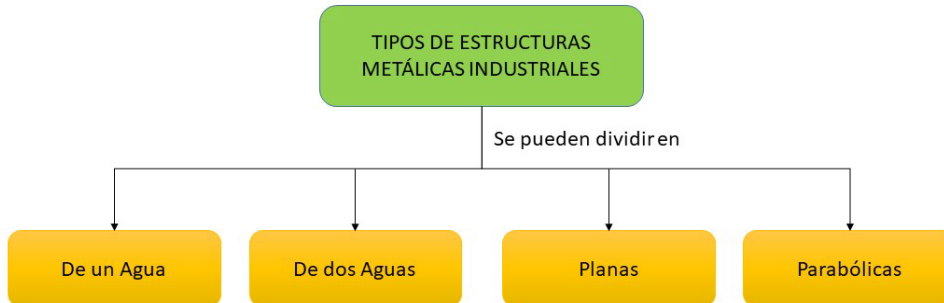 TIPOS DE ESTRUCTURAS
METÁLICAS INDUSTRIALES
Se pueden dividir en
De un Agua
De dos Aguas
Planas
Parabólicas